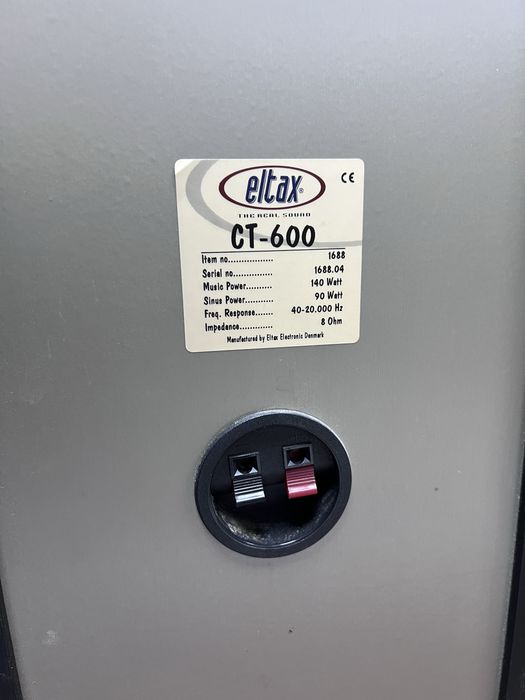 eltax®
CE
THE REAL SOUND
CT-600
Item no................. 1688
Serial no............... 1688.04
Music Power.......... 140 Watt
Sinus Power.......... 90 Watt
Freq. Response....... 40-20.000 Hz
Impedance............. 8 Ohm
Manufactured by Eltax Electronic Denmark